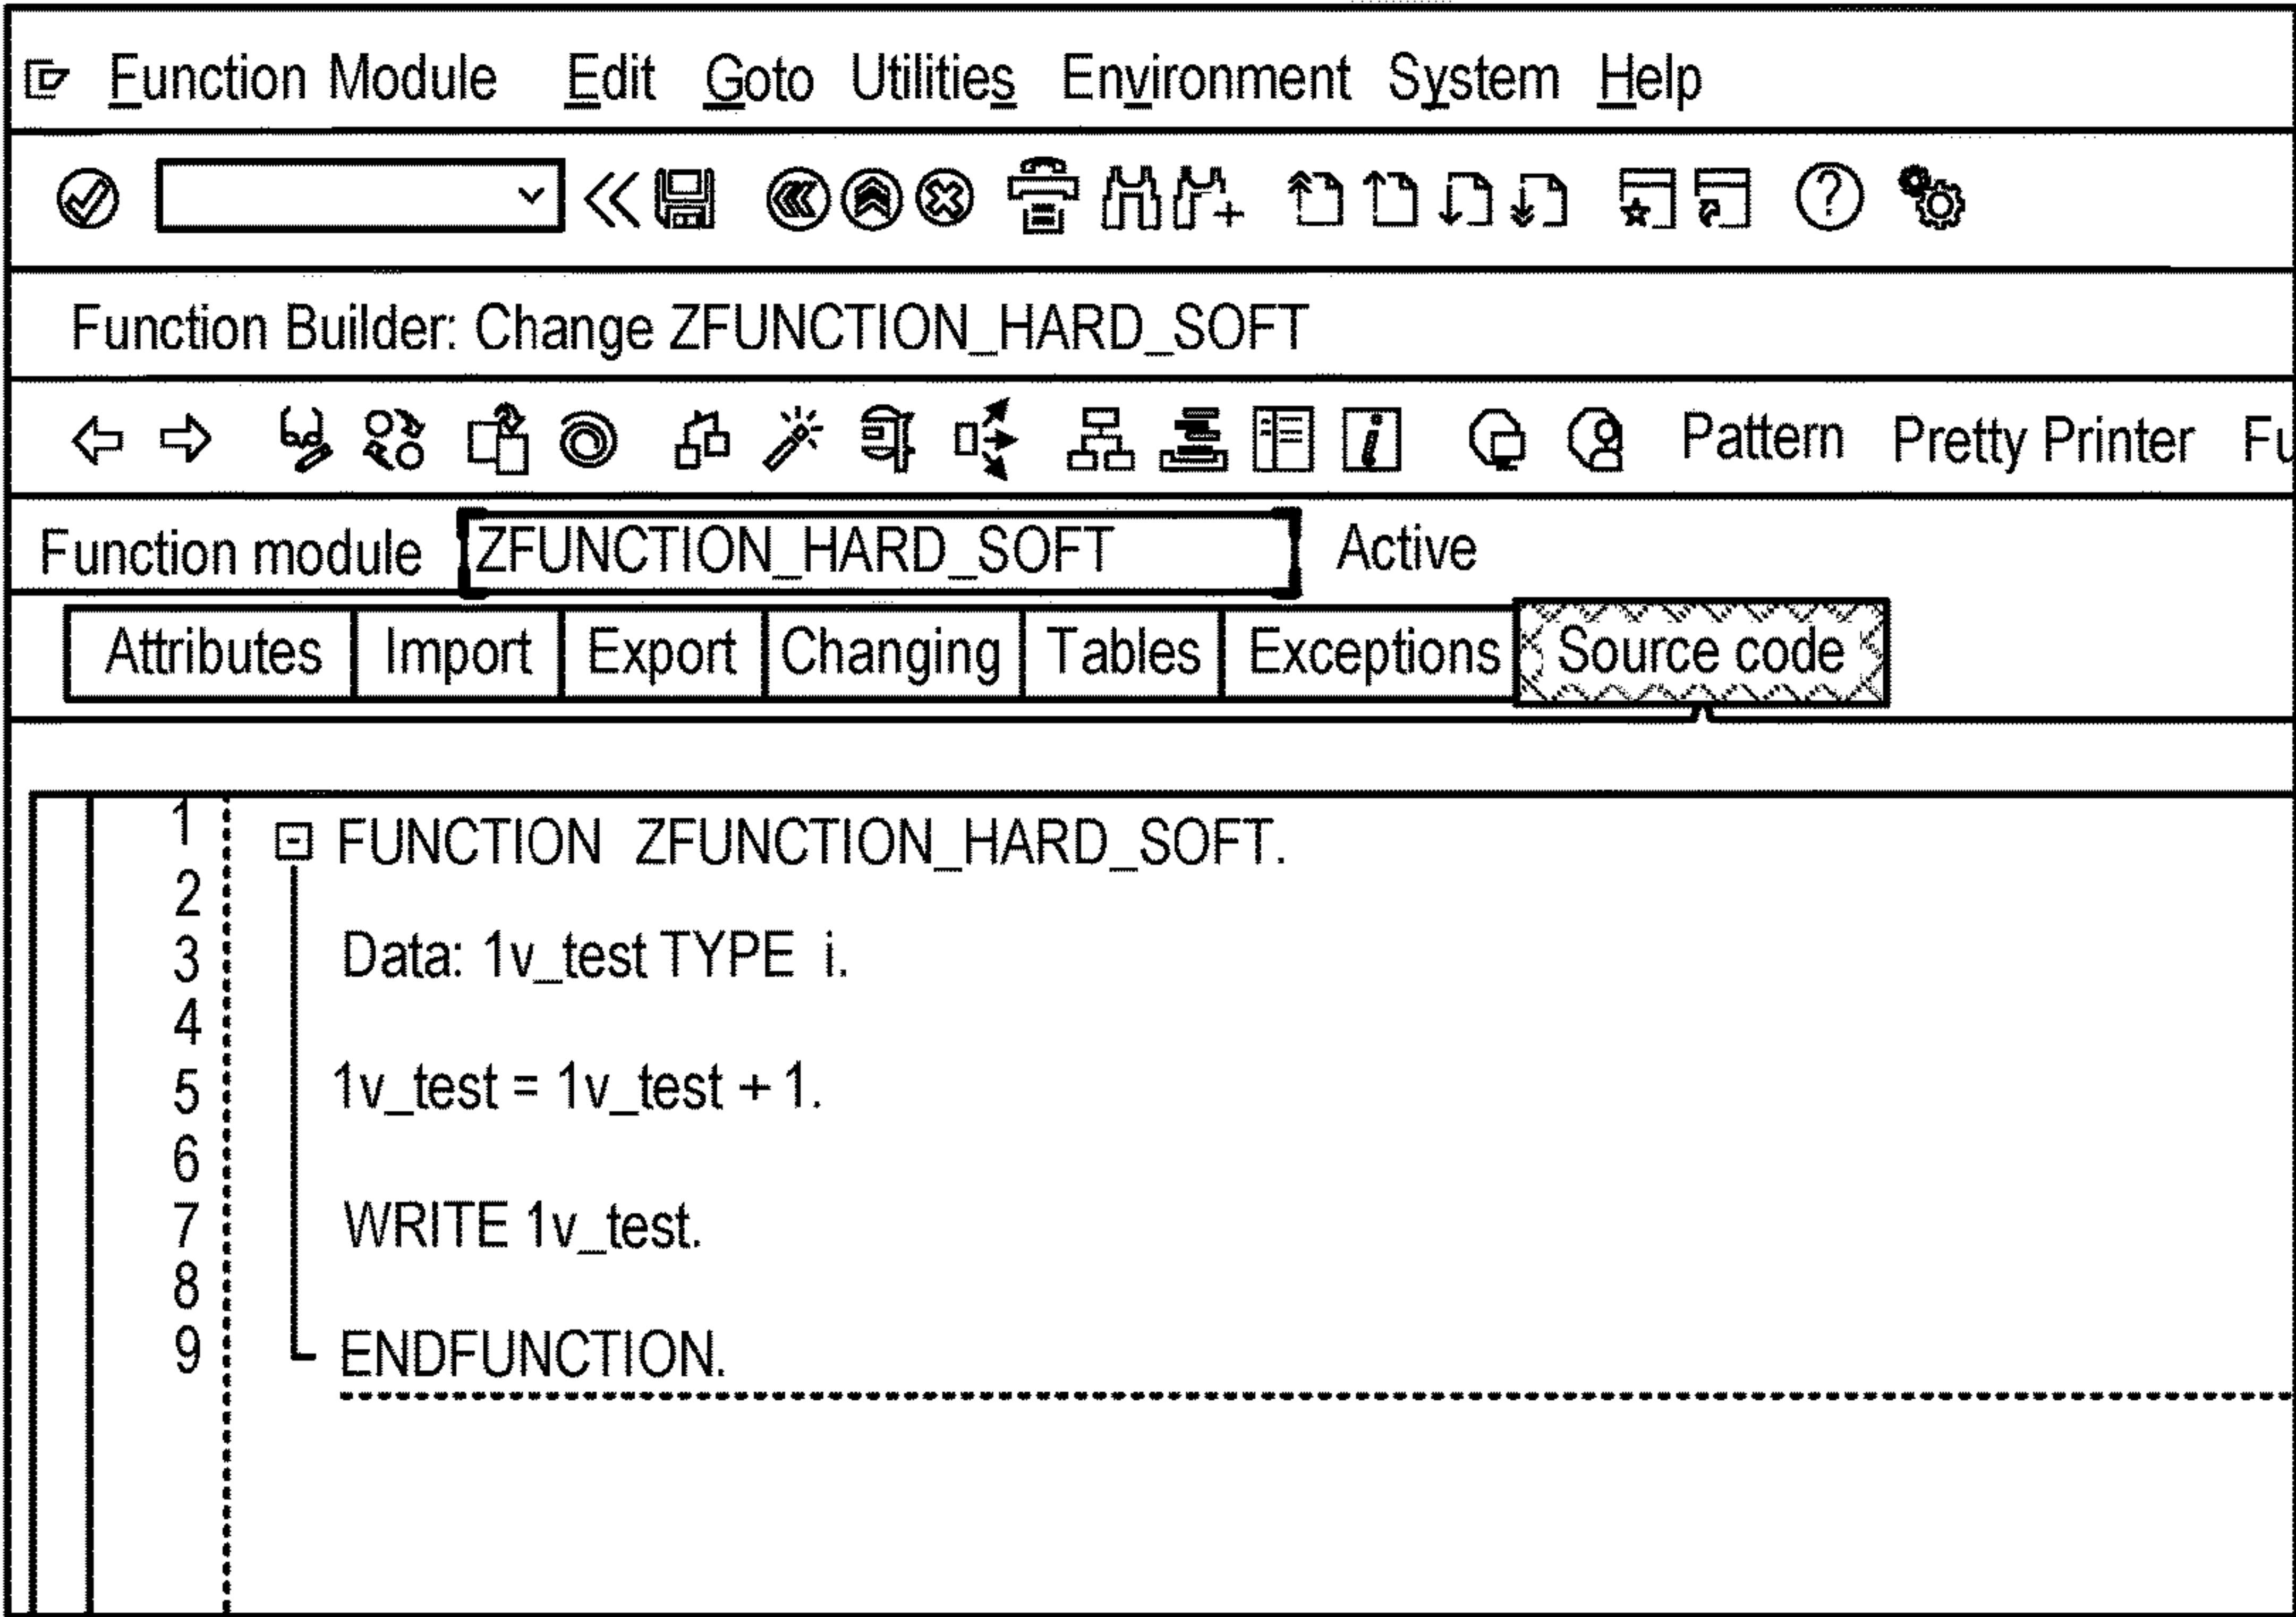 Function Module Edit Goto Utilities Environment System Help
Function Builder: Change ZFUNCTION_HARD_SOFT
Pattern Pretty Printer Fu
Function module ZFUNCTION_HARD_SOFT Active
Attributes Import Export Changing Tables Exceptions Source code
1 FUNCTION ZFUNCTION_HARD_SOFT.
2
3 Data: 1v_test TYPE i.
4
5 1v_test = 1v_test + 1.
6
7 WRITE 1v_test.
8
9 ENDFUNCTION.